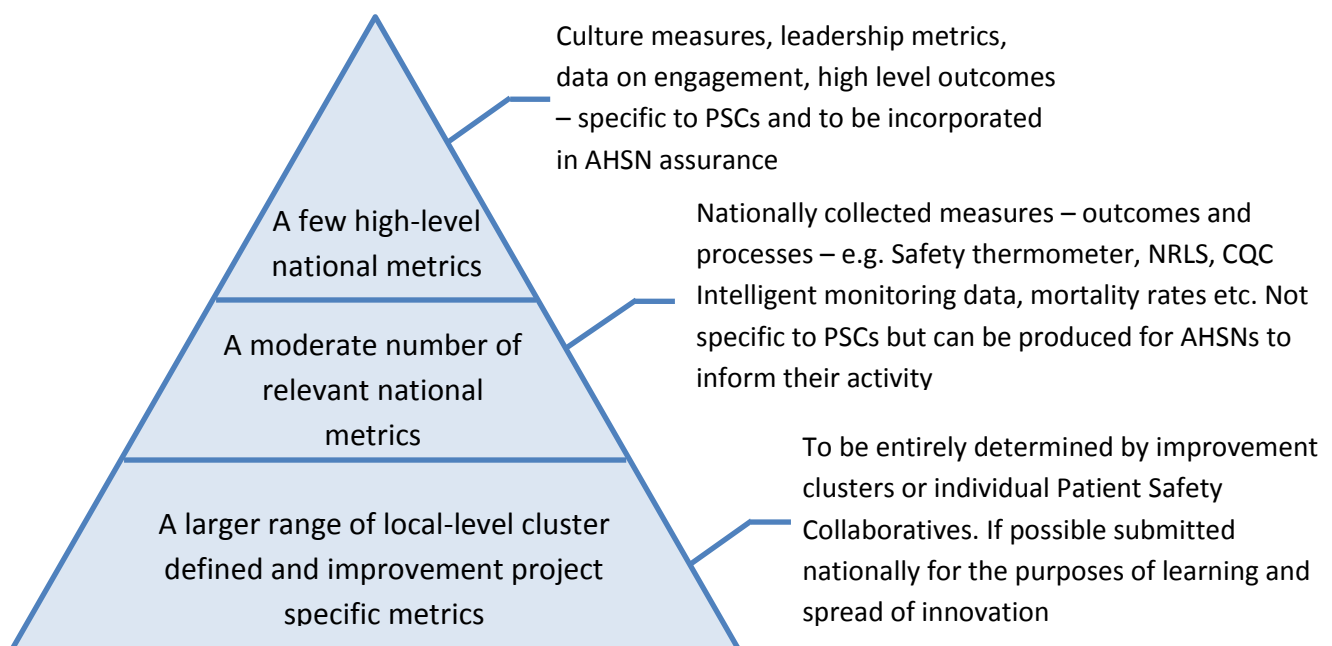 Culture measures, leadership metrics,
data on engagement, high level outcomes
– specific to PSCs and to be incorporated
in AHSN assurance
A few high-level
national metrics
Nationally collected measures – outcomes and
processes – e.g. Safety thermometer, NRLS, CQC
Intelligent monitoring data, mortality rates etc. Not
specific to PSCs but can be produced for AHSNs to
inform their activity
A moderate number of
relevant national
metrics
To be entirely determined by improvement
clusters or individual Patient Safety
Collaboratives. If possible submitted
nationally for the purposes of learning and
spread of innovation
A larger range of local-level cluster
defined and improvement project
specific metrics